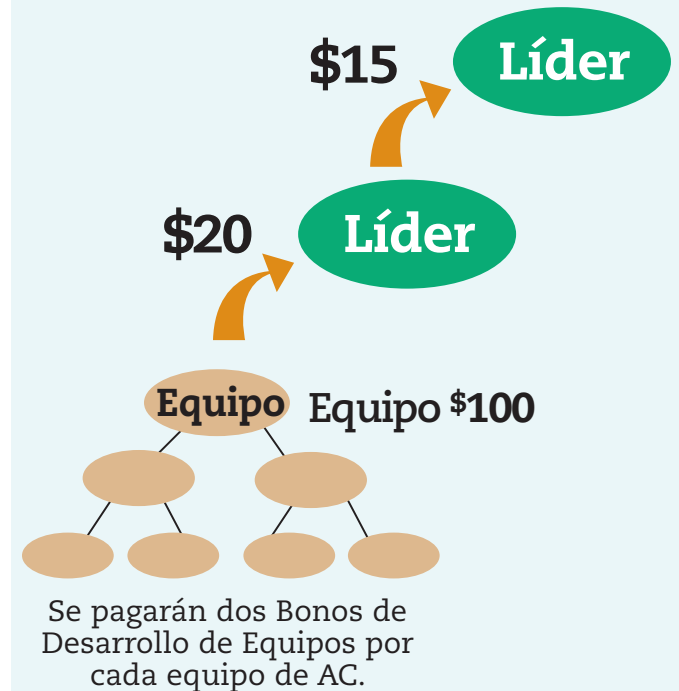 $15
Líder
$20
Líder
Equipo
Equipo $100
Se pagarán dos Bonos de
Desarrollo de Equipos por
cada equipo de AC.